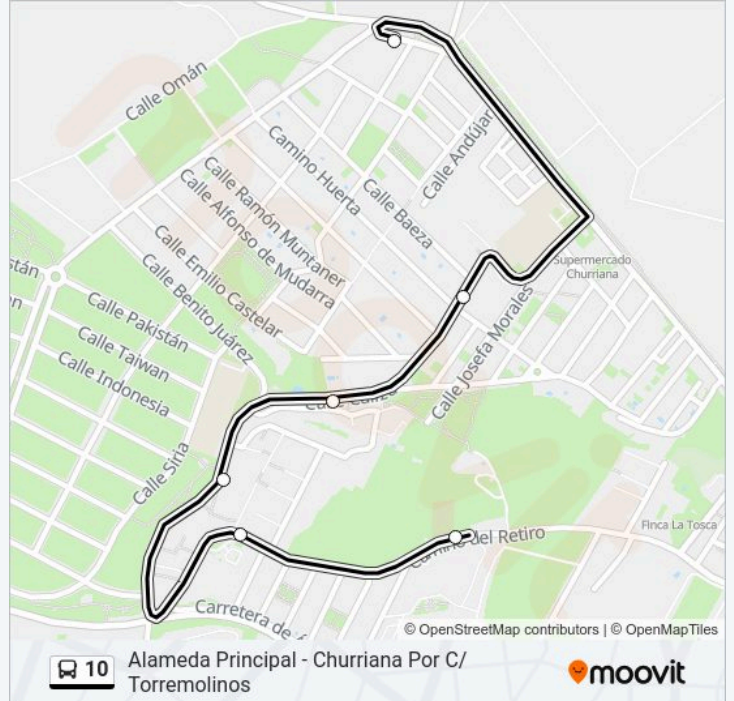 Calle Omán
Calle Andújar
Camino Huerta
Calle Baeza
Calle Ramón Muntaner
Calle Alfonso de Mudarra
Supermercado
Churriana
Calle Emilio Castelar
Calle Benito Juárez
stán
Calle Pakistán
Calle Taiwan
Calle Indonesia
Calle Josefa Morales
Calle Siria
Camino del Retiro
Finca La Tosca
Carretera de
© OpenStreetMap contributors | © OpenMapTiles
10
Alameda Principal - Churriana Por C/
Torremolinos
moovit